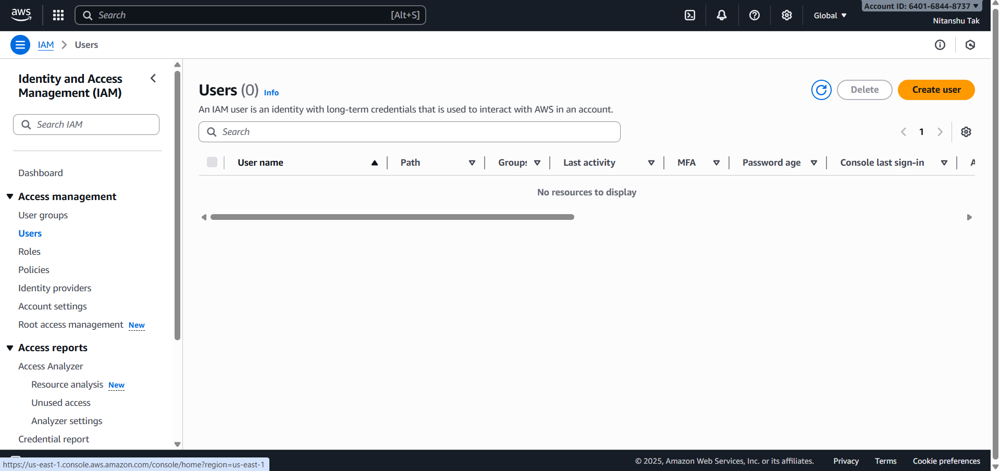 aws
Search
[Alt+S]
Global
Account ID: 6401-6844-8737
Nitanshu Tak
IAM
Users
Identity and Access
Management (IAM)
Search IAM
Dashboard
Access management
User groups
Users
Roles
Policies
Identity providers
Account settings
Root access management New
Access reports
Access Analyzer
Resource analysis New
Unused access
Analyzer settings
Credential report
Users (0) Info
Delete
Create user
An IAM user is an identity with long-term credentials that is used to interact with AWS in an account.
Search
1
User name
Path
Groups
Last activity
MFA
Password age
Console last sign-in
A
No resources to display
https://us-east-1.console.aws.amazon.com/console/home?region=us-east-1
© 2025, Amazon Web Services, Inc. or its affiliates.
Privacy
Terms
Cookie preferences